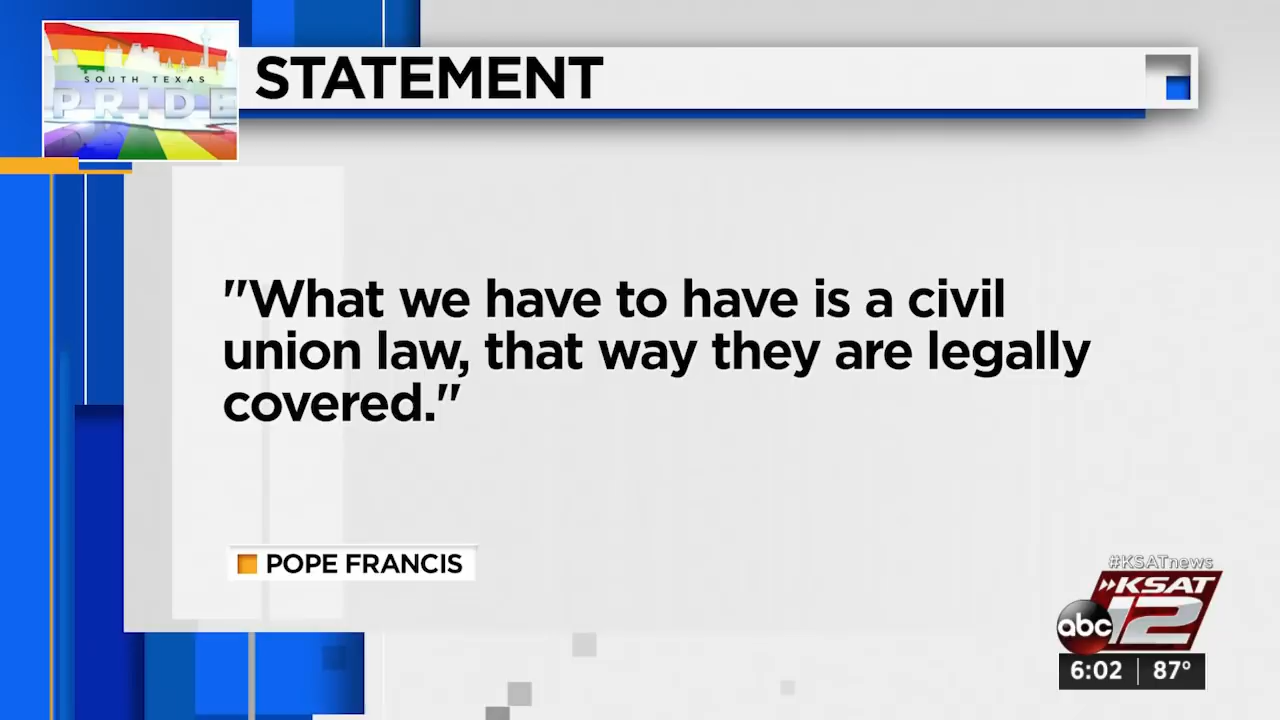 SOUTH TEXAS
PRIDE
STATEMENT
"What we have to have is a civil
union law, that way they are legally
covered."
POPE FRANCIS
#KSATnews
KSAT
abc 12
6:02 87°